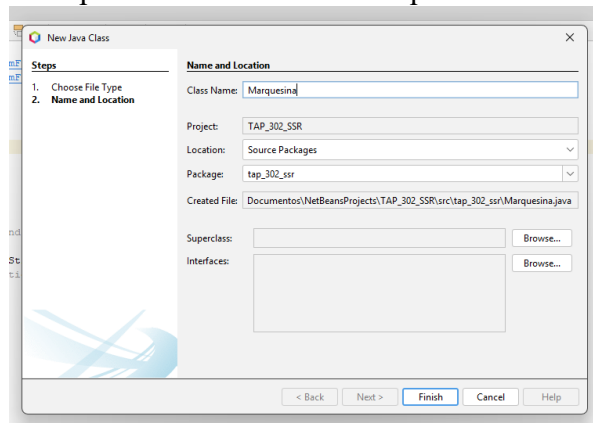 New Java Class
Steps
1. Choose File Type
2. Name and Location
Name and Location
Class Name: Marquesina
Project: TAP_302_SSR
Location: Source Packages
Package: tap_302_ssr
Created File: Documentos\NetBeansProjects\TAP_302_SSR\src\tap_302_ssr\Marquesina.java
Superclass: Browse...
Interfaces: Browse...
< Back Next > Finish Cancel Help